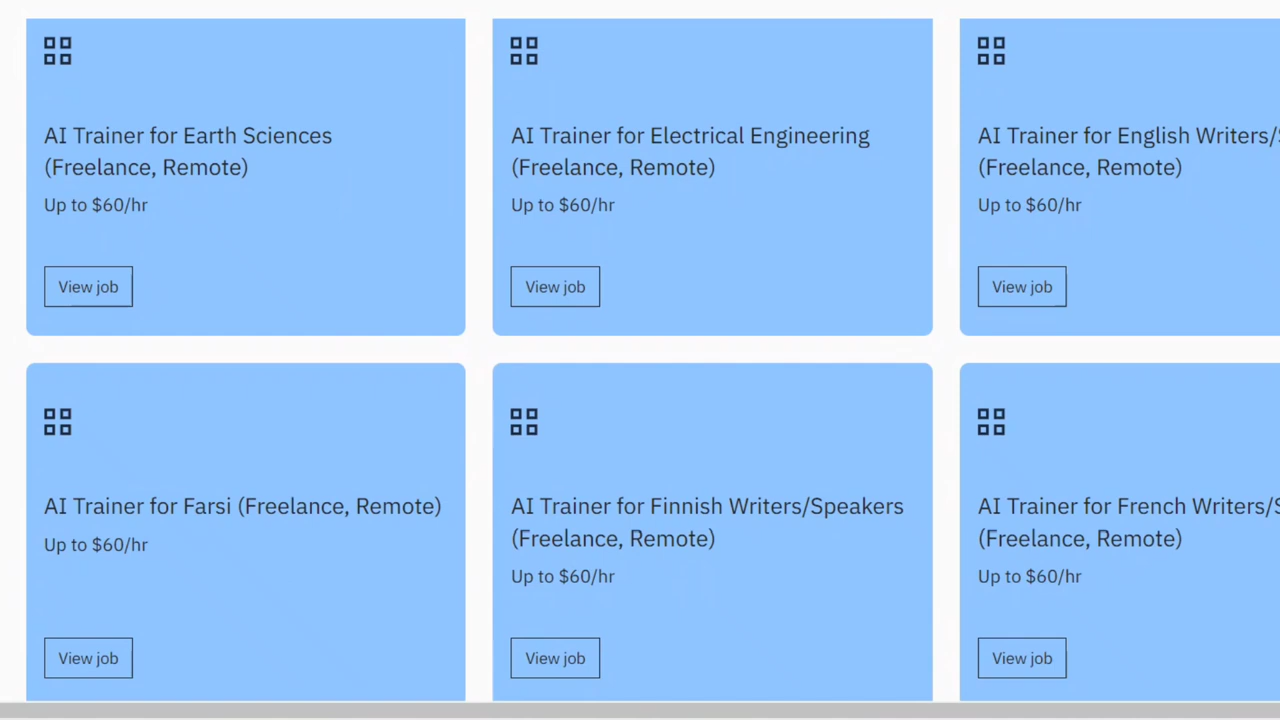 AI Trainer for Earth Sciences
(Freelance, Remote)
Up to $60/hr
View job
AI Trainer for Electrical Engineering
(Freelance, Remote)
Up to $60/hr
View job
AI Trainer for English Writers/
(Freelance, Remote)
Up to $60/hr
View job
AI Trainer for Farsi (Freelance, Remote)
Up to $60/hr
View job
AI Trainer for Finnish Writers/Speakers
(Freelance, Remote)
Up to $60/hr
View job
AI Trainer for French Writers/
(Freelance, Remote)
Up to $60/hr
View job